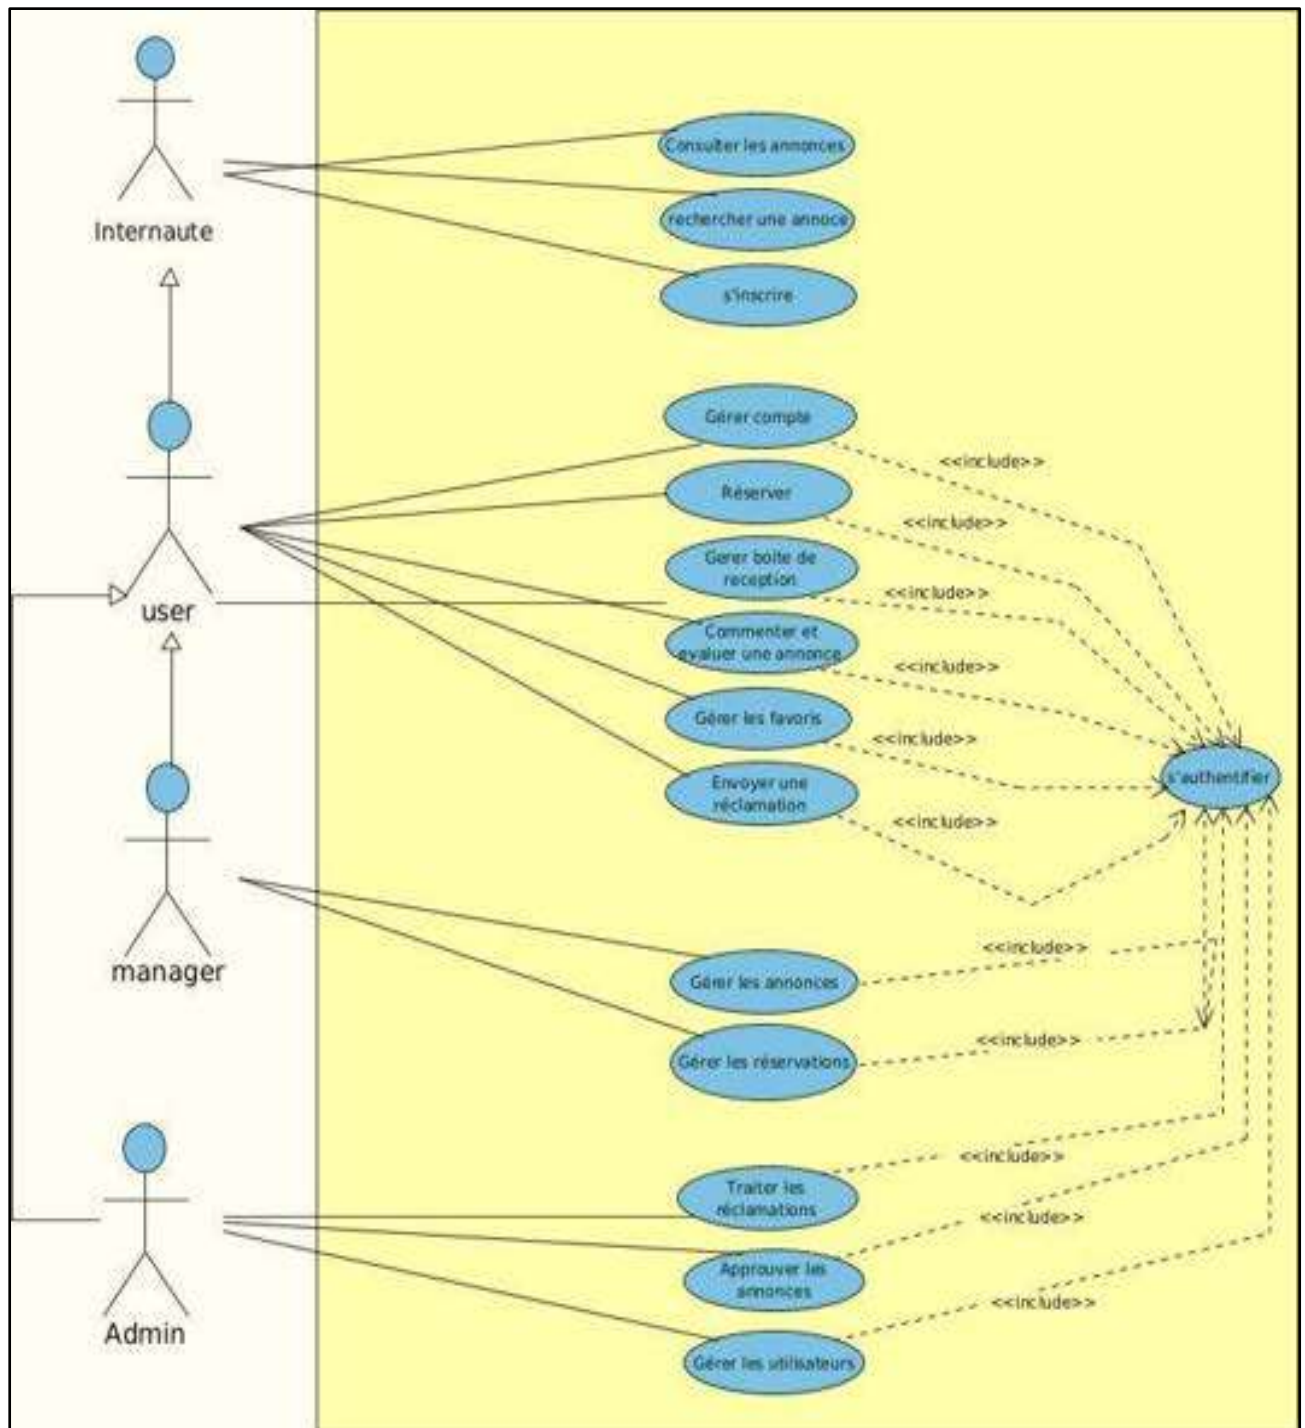 Consulter les annonces
rechercher une annoce
Internaute
s'inscrire
Gérer compte
<<include>>
Réserver
<<include>>
Gerer boite de
reception
<<include>>
user
Commenter et
evaluer une annonce
<<include>>
Gérer les favoris
<<include>>
s'authentifier
Envoyer une
réclamation
<<include>>
manager
<<include>>
Gérer les annonces
<<include>>
Gérer les réservations
<<include>>
Traiter les
réclamations
<<include>>
Approuver les
annonces
<<include>>
Admin
Gérer les utilisateurs